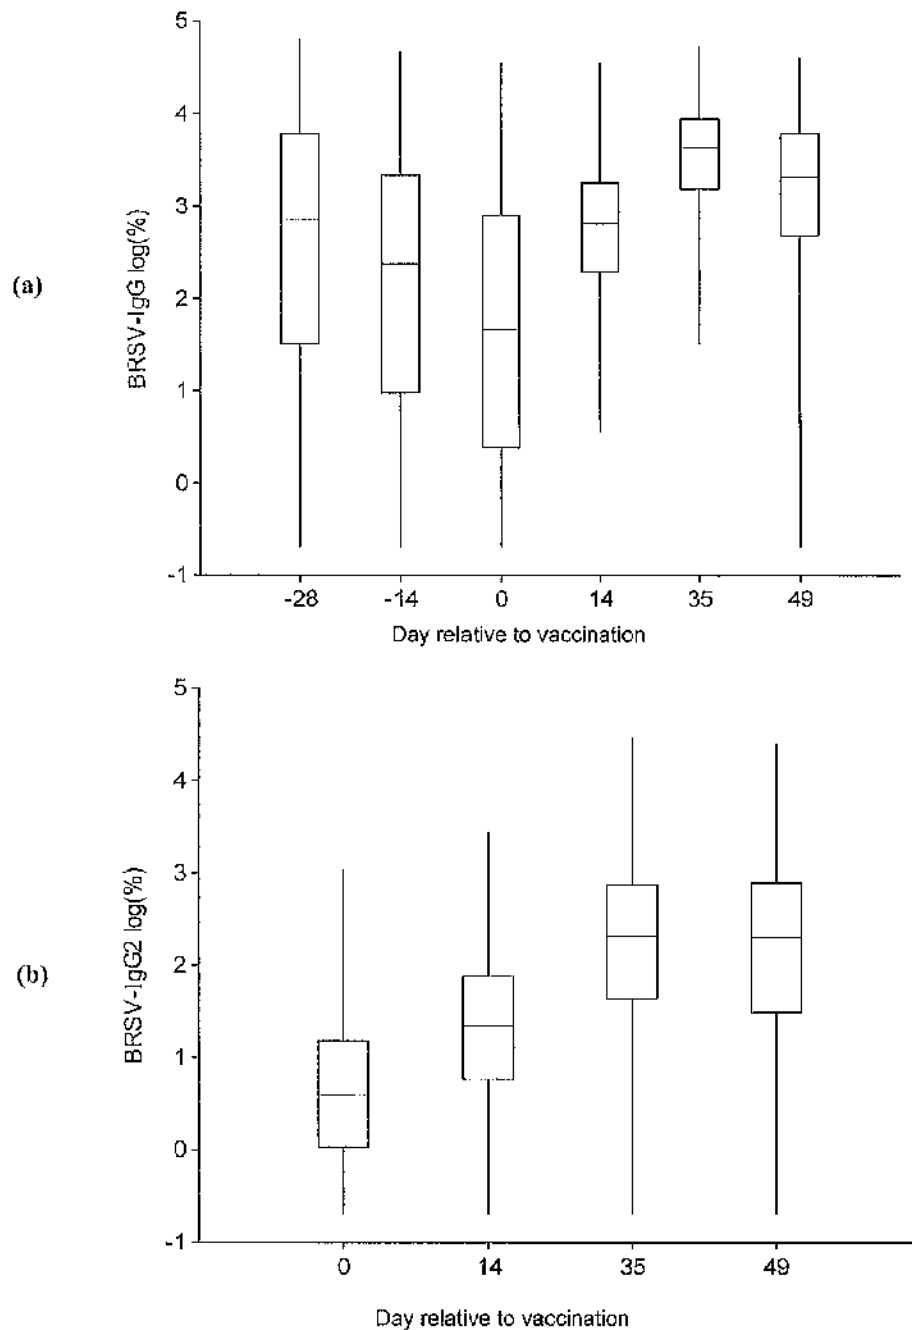 5
4
3
2
1
0
-1
BRSV-IgG log(%)
(a)
-28 -14 0 14 35 49
Day relative to vaccination
5
4
3
2
1
0
-1
BRSV-IgG2 log(%)
(b)
0 14 35 49
Day relative to vaccination